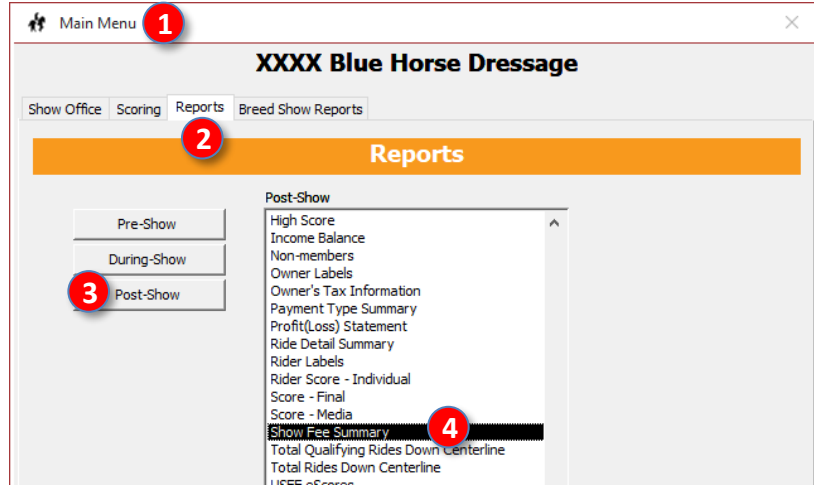 Main Menu 1
XXXX Blue Horse Dressage
Show Office Scoring Reports Breed Show Reports
2
Reports
Post-Show
Pre-Show
During-Show
3 Post-Show
High Score
Income Balance
Non-members
Owner Labels
Owner's Tax Information
Payment Type Summary
Profit(Loss) Statement
Ride Detail Summary
Rider Labels
Rider Score - Individual
Score - Final
Score - Media
Show Fee Summary 4
Total Qualifying Rides Down Centerline
Total Rides Down Centerline
USEF eScores